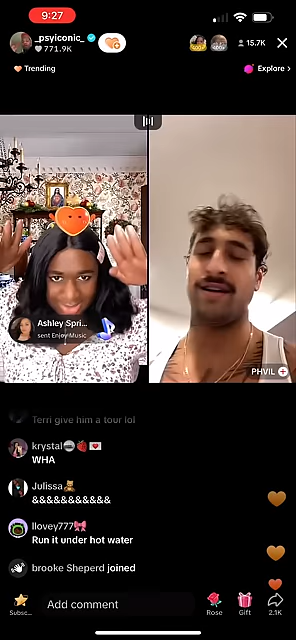 9:27
_psyiconic_
771.9K
15.7K
Trending
Explore >
Ashley Spri...
sent Enjoy Music
PHVIL
Terri give him a tour lol
krystal
WHA
Julissa
&&&&&&&&&&&
llovey777
Run it under hot water
brooke Sheperd joined
Subsc...
Add comment
Rose
Gift
2.1K